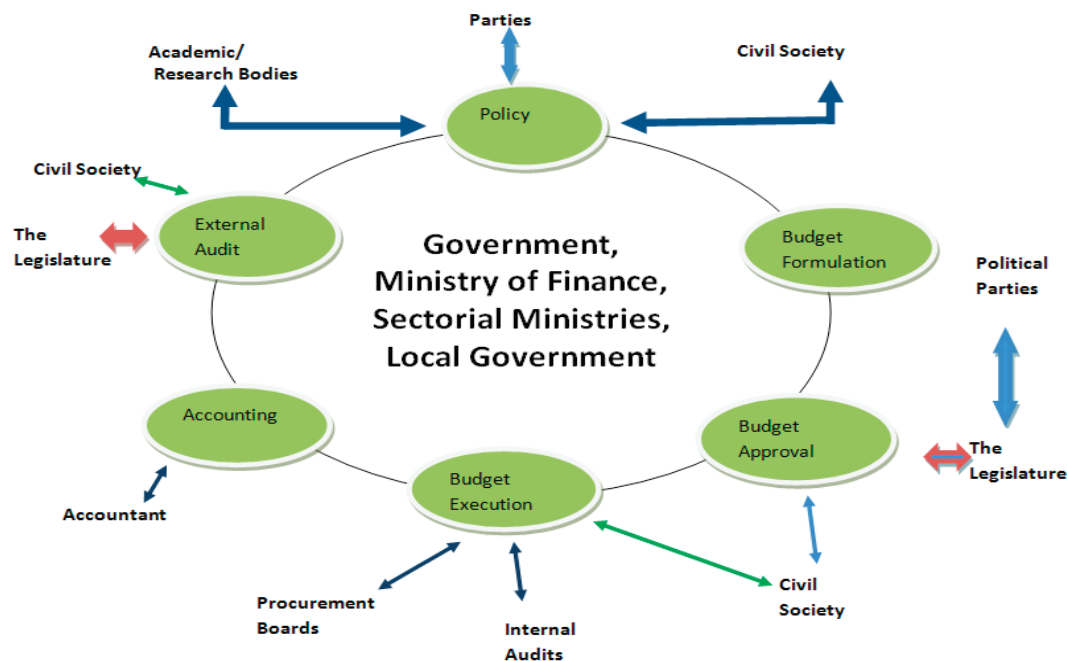 Parties
Academic/
Research Bodies
Civil Society
Policy
Civil Society
External
Audit
The
Legislature
Budget
Formulation
Government,
Ministry of Finance,
Sectorial Ministries,
Local Government
Political
Parties
Accounting
Budget
Approval
The
Legislature
Budget
Execution
Accountant
Procurement
Boards
Internal
Audits
Civil
Society